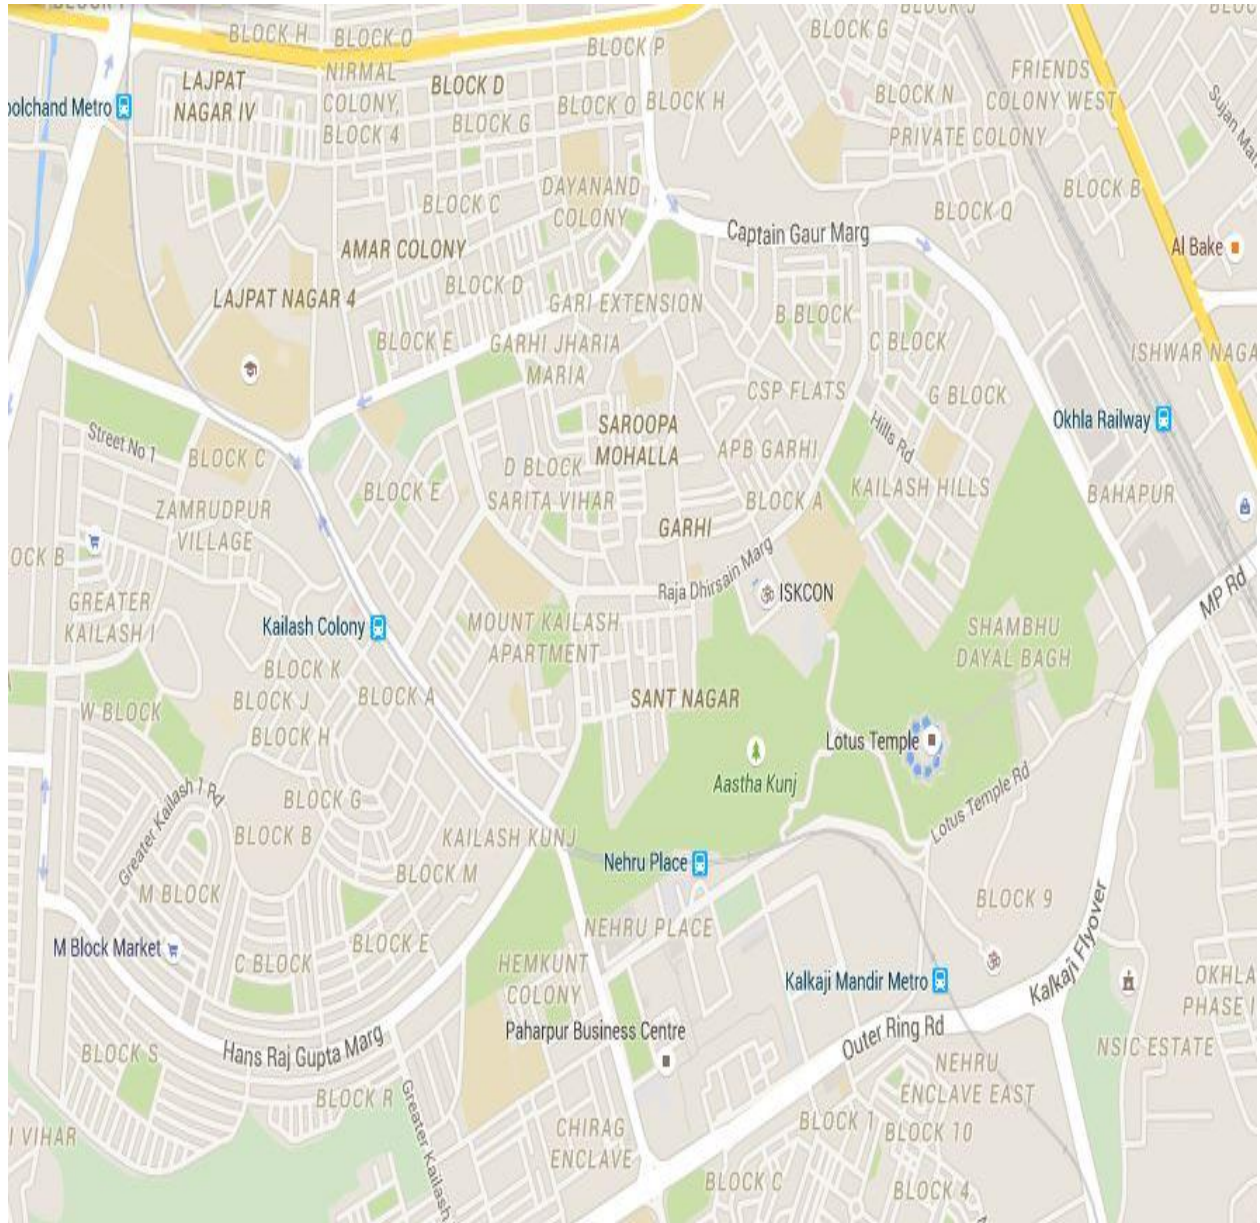 BLOCK H
BLOCK O
BLOCK P
BLOCK G
FRIENDS
COLONY WEST
LAJPAT
NAGAR IV
NIRMAL
COLONY,
BLOCK 4
BLOCK D
BLOCK G
BLOCK O
BLOCK H
BLOCK N
PRIVATE COLONY
Metro
BLOCK C
DAYANAND
COLONY
BLOCK B
BLOCK Q
Captain Gaur Marg
Al Bake
AMAR COLONY
LAJPAT NAGAR 4
BLOCK D
GARI EXTENSION
B BLOCK
C BLOCK
BLOCK E
GARHI JHARIA
MARIA
CSP FLATS
G BLOCK
Okhla Railway
Street No 1
BLOCK C
SAROOPA
MOHALLA
APB GARHI
Hills Rd
D BLOCK
SARITA VIHAR
BLOCK E
BLOCK A
KAILASH HILLS
BAHAPUR
ZAMRUDPUR
VILLAGE
GARHI
Raja Dhirsain Marg
ISKCON
MP Rd
GREATER
KAILASH I
Kailash Colony
MOUNT KAILASH
APARTMENT
SHAMBHU
DAYAL BAGH
BLOCK K
BLOCK J
BLOCK A
W BLOCK
BLOCK H
SANT NAGAR
Lotus Temple
Aastha Kunj
Greater Kailash 1 Rd
BLOCK G
BLOCK B
KAILASH KUNJ
Lotus Temple Rd
Nehru Place
BLOCK M
M BLOCK
BLOCK 9
NEHRU PLACE
M Block Market
BLOCK E
C BLOCK
HEMKUNT
COLONY
Kalkaji Mandir Metro
Kalkaji Flyover
OKHLA
PHASE
Paharpur Business Centre
Outer Ring Rd
Hans Raj Gupta Marg
BLOCK S
NSIC ESTATE
NEHRU
ENCLAVE EAST
BLOCK R
Greater Kailash
BLOCK 1
BLOCK 10
VIHAR
CHIRAG
ENCLAVE
BLOCK C
BLOCK 4